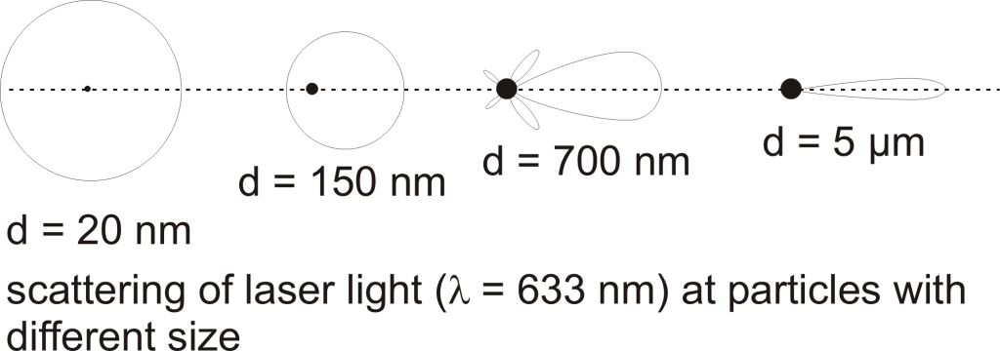 d = 20 nm
d = 150 nm
d = 700 nm
d = 5 µm
scattering of laser light (λ = 633 nm) at particles with
different size